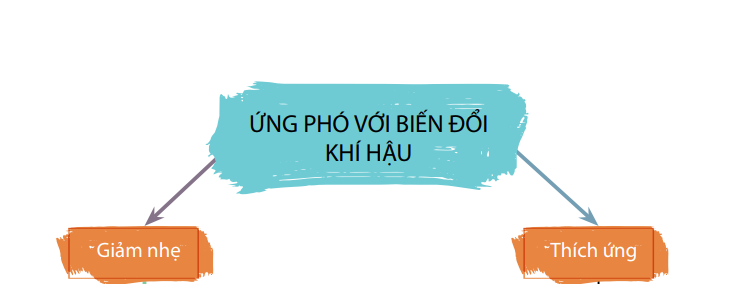 ỨNG PHÓ VỚI BIẾN ĐỔI
KHÍ HẬU
Giảm nhẹ
Thích ứng